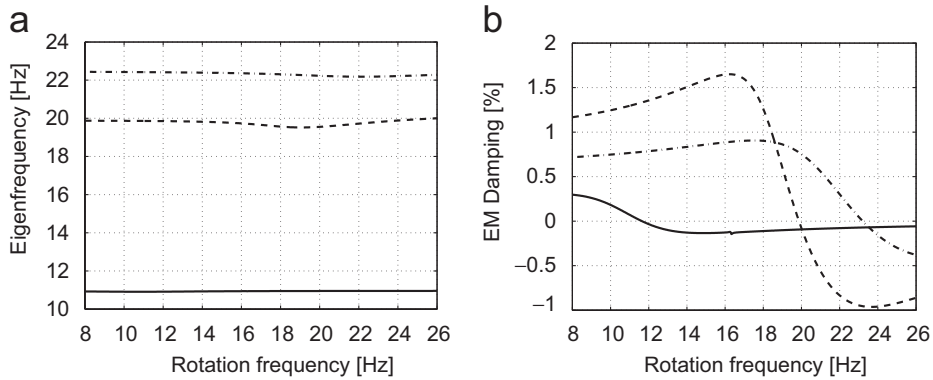 a
Eigenfrequency [Hz]
24
22
20
18
16
14
12
10
8 10 12 14 16 18 20 22 24 26
Rotation frequency [Hz]
b
EM Damping [%]
2
1.5
1
0.5
0
−0.5
−1
8 10 12 14 16 18 20 22 24 26
Rotation frequency [Hz]